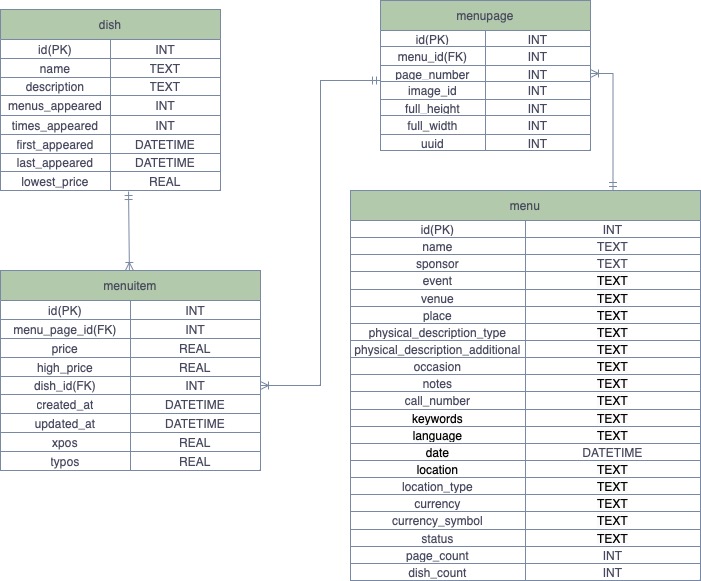 dish
id(PK) INT
name TEXT
description TEXT
menus_appeared INT
times_appeared INT
first_appeared DATETIME
last_appeared DATETIME
lowest_price REAL
menupage
id(PK) INT
menu_id(FK) INT
page_number INT
image_id INT
full_height INT
full_width INT
uuid INT
menuitem
id(PK) INT
menu_page_id(FK) INT
price REAL
high_price REAL
dish_id(FK) INT
created_at DATETIME
updated_at DATETIME
xpos REAL
typos REAL
menu
id(PK) INT
name TEXT
sponsor TEXT
event TEXT
venue TEXT
place TEXT
physical_description_type TEXT
physical_description_additional TEXT
occasion TEXT
notes TEXT
call_number TEXT
keywords TEXT
language TEXT
date DATETIME
location TEXT
location_type TEXT
currency TEXT
currency_symbol TEXT
status TEXT
page_count INT
dish_count INT